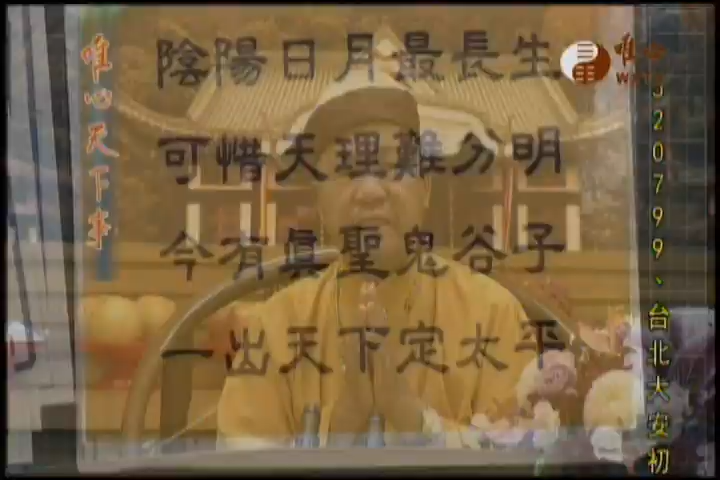 陰陽日月最長生
可惜天理難分明
今有真聖鬼谷子
一出天下定太平
唯心天下事
520799、台北大安初
唯心